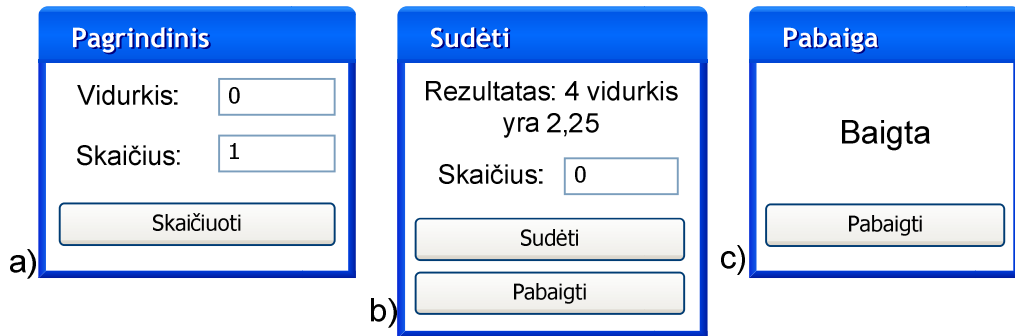 Pagrindinis
Vidurkis: 0
Skaičius: 1
Skaičiuoti
a)
Sudėti
Rezultatas: 4 vidurkis
yra 2,25
Skaičius: 0
Sudėti
Pabaigti
b)
Pabaiga
Baigta
Pabaigti
c)